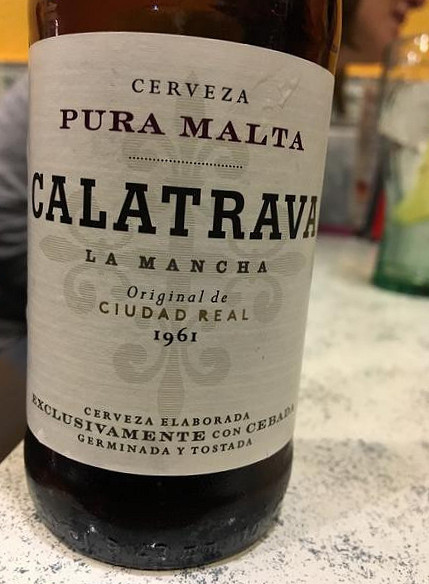 CERVEZA
PURA MALTA
CALATRAVA
LA MANCHA
Original de
CIUDAD REAL
1961
CERVEZA ELABORADA
EXCLUSIVAMENTE CON CEBADA
GERMINADA Y TOSTADA